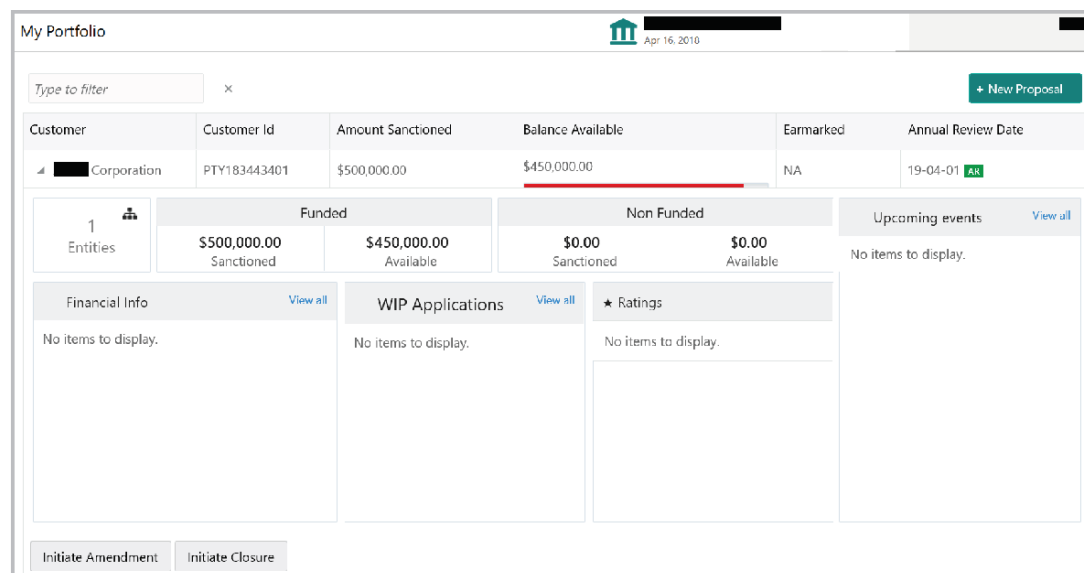 My Portfolio
Apr 16, 2018
Type to filter ×
+ New Proposal
Customer Customer Id Amount Sanctioned Balance Available Earmarked Annual Review Date
Corporation PTY183443401 $500,000.00 $450,000.00 NA 19-04-01 AR
1
Entities
Funded
$500,000.00 $450,000.00
Sanctioned Available
Non Funded
$0.00 $0.00
Sanctioned Available
Upcoming events View all
No items to display.
Financial Info View all
No items to display.
WIP Applications View all
No items to display.
★ Ratings
No items to display.
Initiate Amendment Initiate Closure